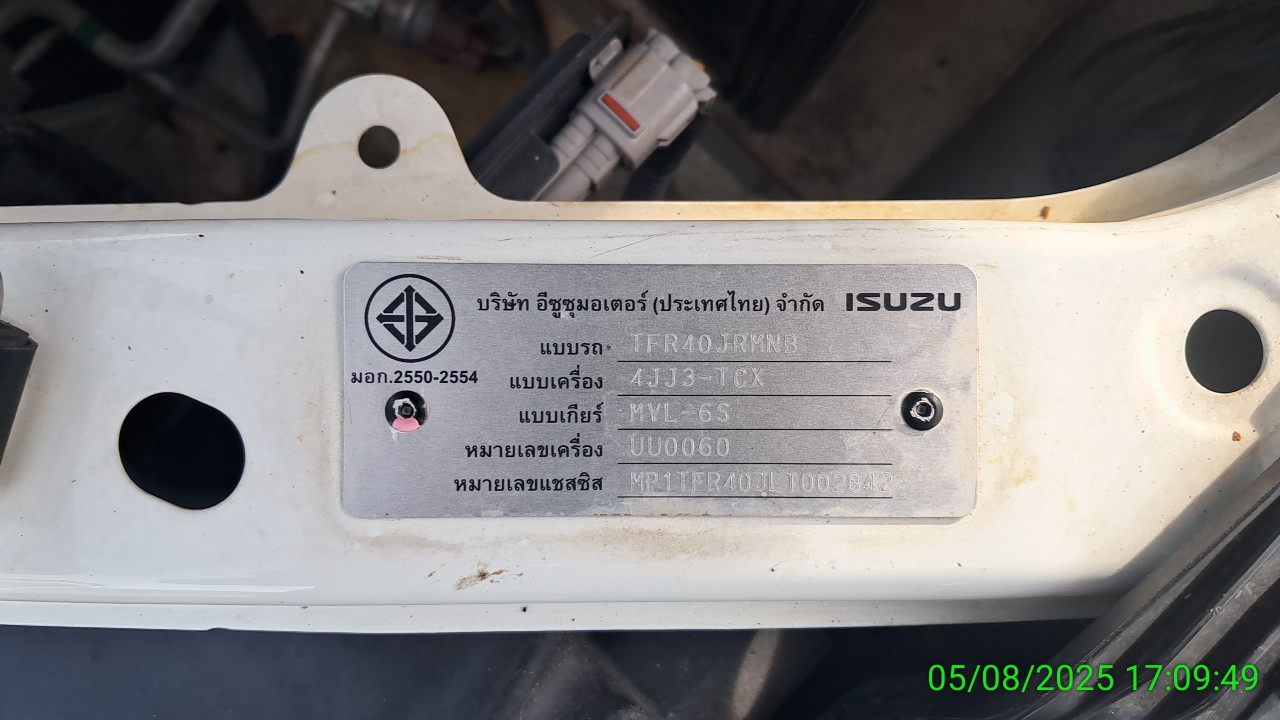 บริษัท อีซูซุมอเตอร์ (ประเทศไทย) จำกัด ISUZU
แบบรถ TFR40JRMNB
มอก.2550-2554
แบบเครื่อง 4JJ3-TCX
แบบเกียร์ MVL-6S
หมายเลขเครื่อง UU0060
หมายเลขแชสซิส MP1TFR40JLT002842
05/08/2025 17:09:49